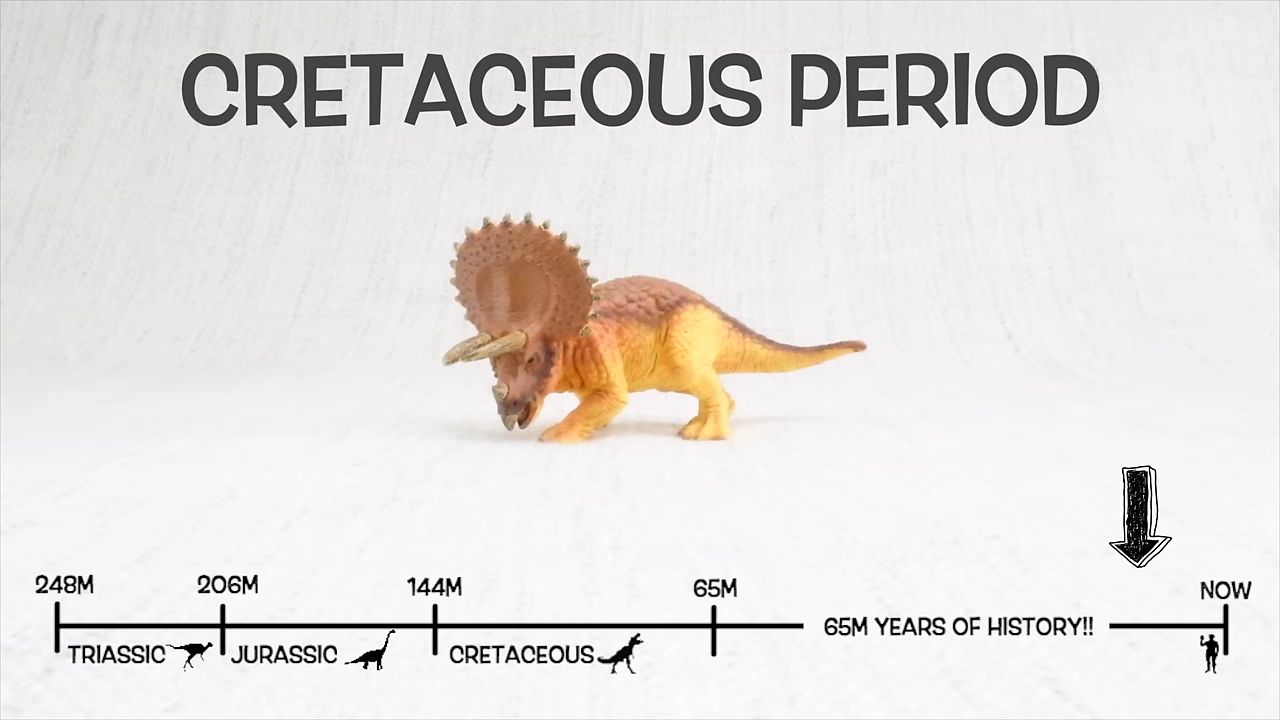 CRETACEOUS PERIOD
248M 206M 144M 65M NOW
65M YEARS OF HISTORY!!
TRIASSIC JURASSIC CRETACEOUS